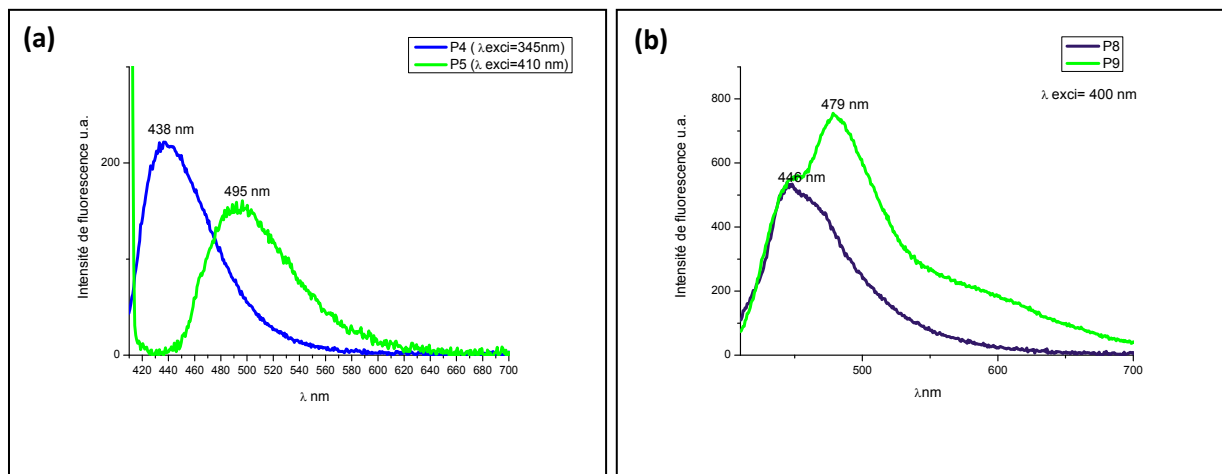 (a)
P4 ( λexci=345nm)
P5 (λ exci=410 nm)
438 nm
495 nm
200
0
Intensité de fluorescence u.a.
420 440 460 480 500 520 540 560 580 600 620 640 660 680 700
λ nm
(b)
P8
P9
λ exci= 400 nm
479 nm
446 nm
800
600
400
200
0
Intensité de fluorescence u.a.
500 600 700
λnm